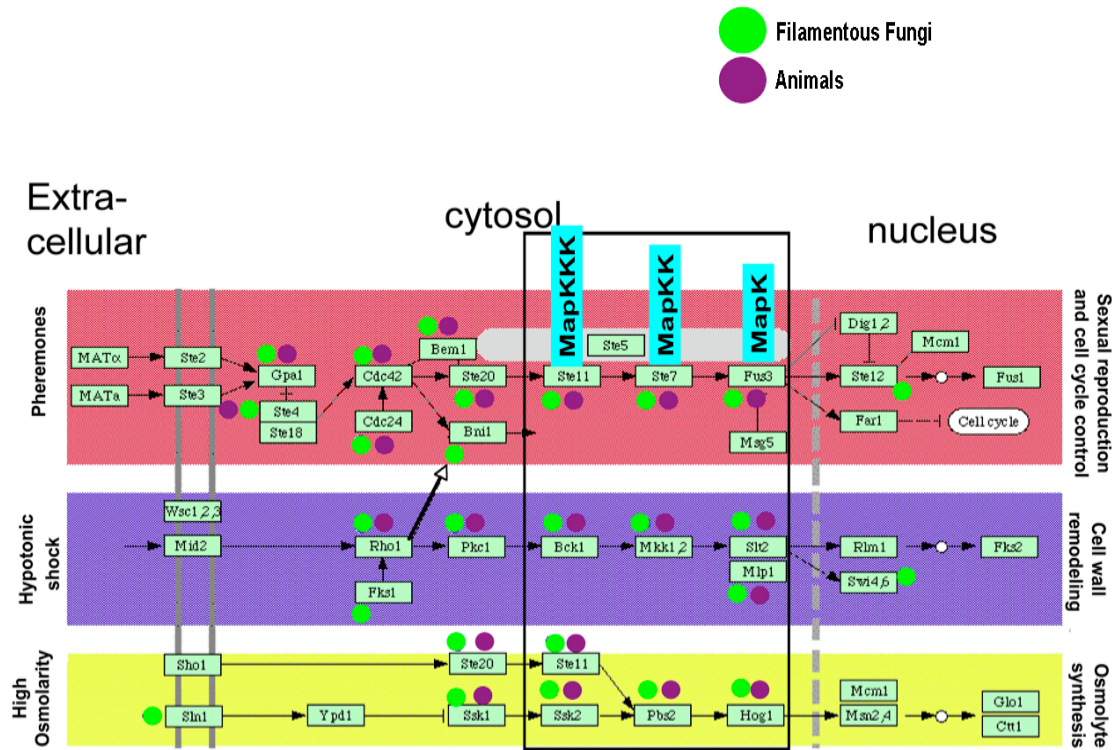 Filamentous Fungi
Animals
Extra-
cellular
cytosol
nucleus
MapKKK
MapKK
MapK
Pheremones
Sexual reproduction
and cell cycle control
MATα
MATa
Ste2
Ste3
Gpa1
Ste4
Ste18
Cdc42
Cdc24
Bem1
Ste20
Bni1
Ste5
Ste11
Ste7
Fus3
Msg5
Dig1,2
Mcm1
Ste12
Fus1
Far1
Cell cycle
Hypotonic
shock
Cell wall
remodeling
Wsc1,2,3
Mid2
Rho1
Fks1
Pkc1
Bck1
Mkk1,2
Slt2
Mlp1
Rlm1
Fks2
Swi4,6
High
Osmolarity
Osmolyte
synthesis
Sho1
Ste20
Ste11
Sln1
Ypd1
Ssk1
Ssk2
Pbs2
Hog1
Mcm1
Msn2,4
Glo1
Ctt1